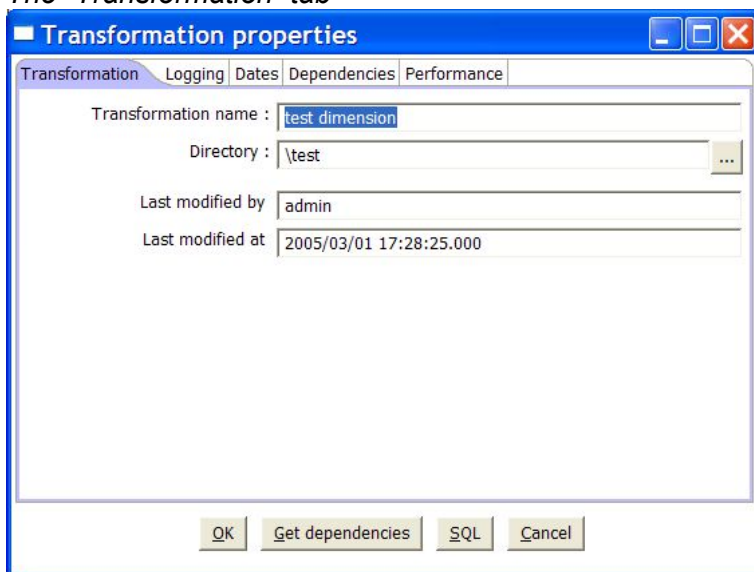 The "Transformation" tab
Transformation properties
Transformation Logging Dates Dependencies Performance
Transformation name : test dimension
Directory : \test ...
Last modified by admin
Last modified at 2005/03/01 17:28:25.000
OK Get dependencies SQL Cancel